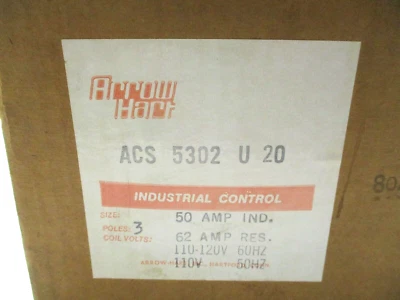 Arrow
Hart
ACS 5302 U 20
INDUSTRIAL CONTROL
SIZE: 50 AMP IND.
POLES: 3
COIL VOLTS: 62 AMP RES.
110-120V 60HZ
110V 50HZ
80